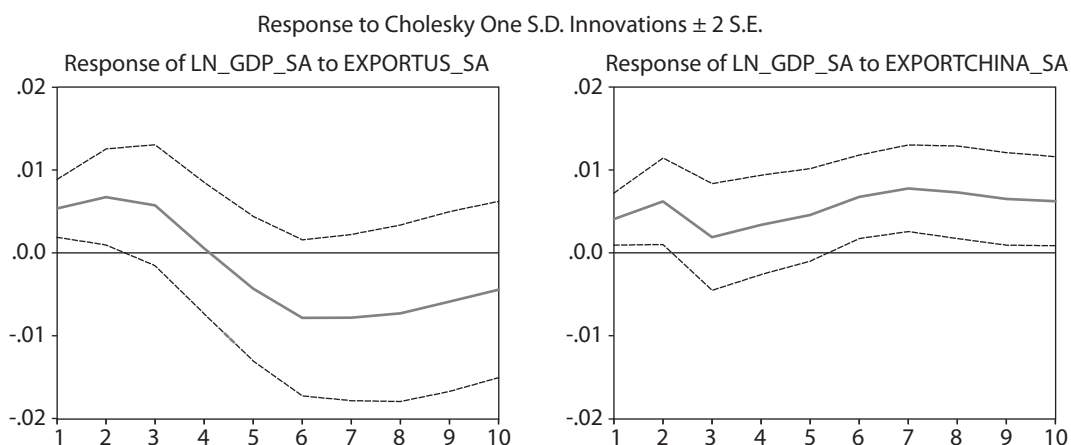 Response to Cholesky One S.D. Innovations ± 2 S.E.
Response of LN_GDP_SA to EXPORTUS_SA
.02
.01
.0.0
-.01
-.02
1 2 3 4 5 6 7 8 9 10
Response of LN_GDP_SA to EXPORTCHINA_SA
.02
.01
.0.0
-.01
-.02
1 2 3 4 5 6 7 8 9 10